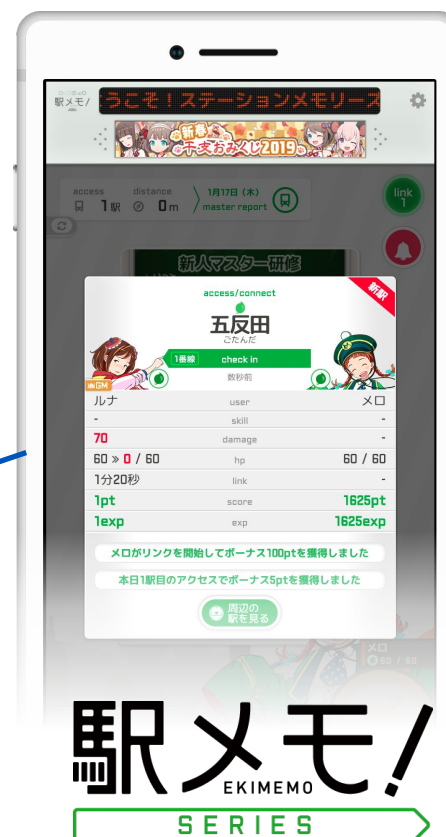 駅メモ!
うこそ！ステーションメモリーズ
新春
干支おみくじ2019
access
1駅
distance
0m
1月17日（木）
master report
link
1
新人マスター研修
新駅
access/connect
五反田
ごたんだ
1番線 check in
数秒前
GM
ルナ user メロ
- skill -
70 damage -
60 » 0 / 60 hp 60 / 60
1分20秒 link -
1pt score 1625pt
1exp exp 1625exp
メロがリンクを開始してボーナス100ptを獲得しました
本日1駅目のアクセスでボーナス5ptを獲得しました
周辺の
駅を見る
メロ
60 / 60
駅メモ!
EKIMEMO
SERIES